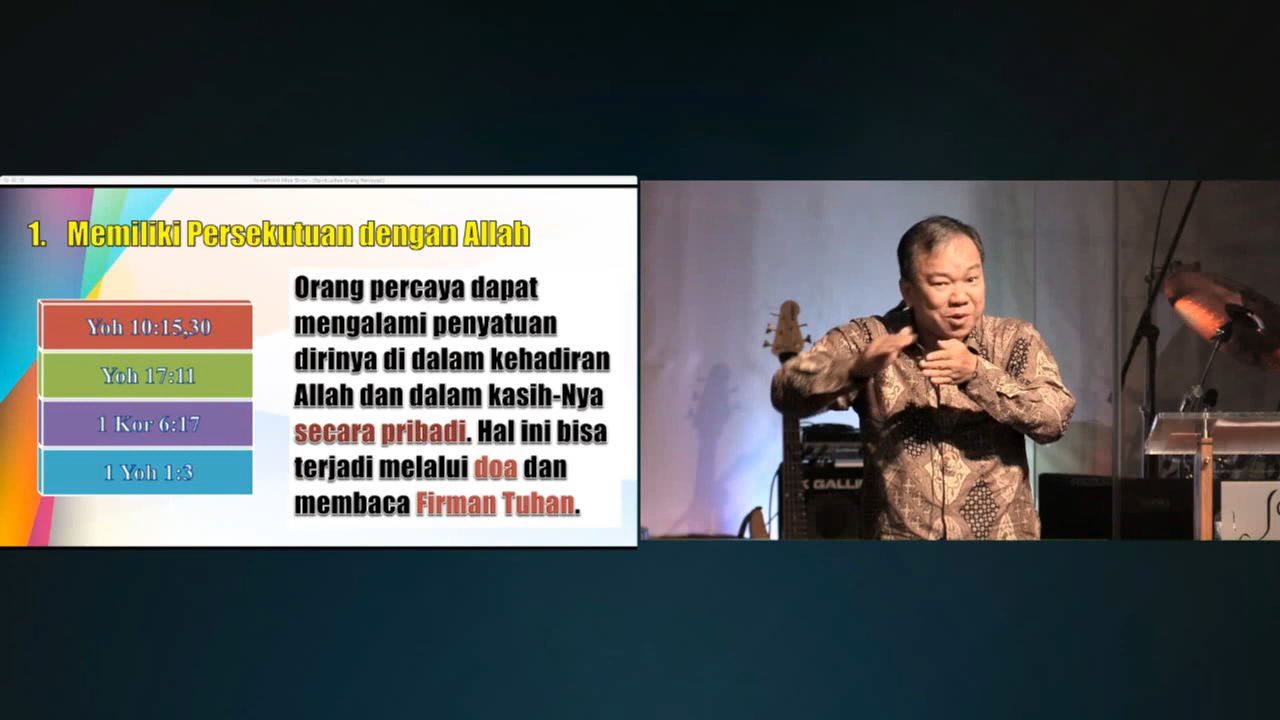 1. Memiliki Persekutuan dengan Allah
Yoh 10:15,30
Yoh 17:11
1 Kor 6:17
1 Yoh 1:3
Orang percaya dapat
mengalami penyatuan
dirinya di dalam kehadiran
Allah dan dalam kasih-Nya
secara pribadi. Hal ini bisa
terjadi melalui doa dan
membaca Firman Tuhan.